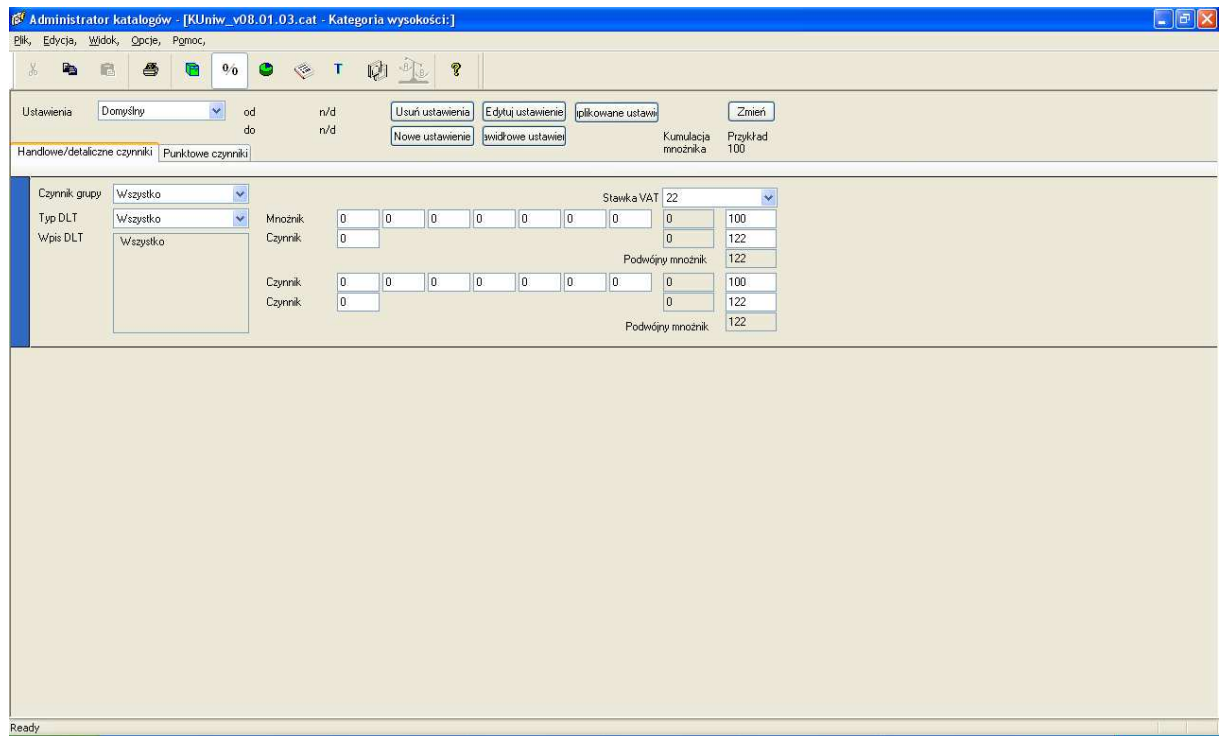 Administrator katalogów - [KUniw_v08.01.03.cat - Kategoria wysokości:]
Plik, Edycja, Widok, Opcje, Pomoc,
% T ?
Ustawienia Domyślny od n/d Usuń ustawienia Edytuj ustawienie uplikowane ustawi Zmień
do n/d Nowe ustawienie awidłowe ustawiei Kumulacja mnożnika Przykład 100
Handlowe/detaliczne czynniki Punktowe czynniki
Czynnik grupy Wszystko Stawka VAT 22
Typ DLT Wszystko Mnożnik 0 0 0 0 0 0 0 0 100
Wpis DLT Wszystko Czynnik 0 0 122
Podwójny mnożnik 122
Czynnik 0 0 0 0 0 0 0 0 100
Czynnik 0 0 122
Podwójny mnożnik 122
Ready